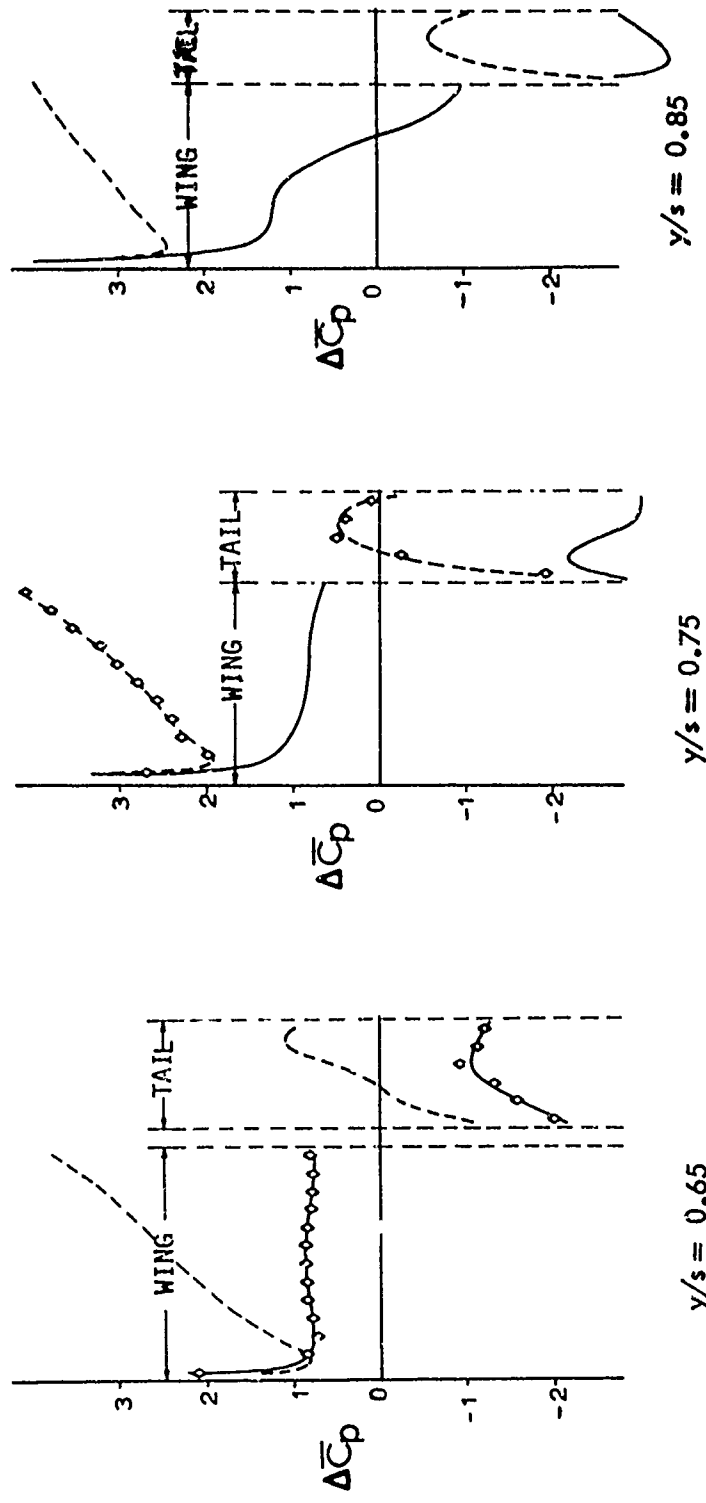 WING
TAIL
3
2
1
0
-1
-2
ΔC̅p
y/s = 0.65
WING
TAIL
3
2
1
0
-1
-2
ΔC̅p
y/s = 0.75
WING
TAIL
3
2
1
0
-1
-2
ΔC̅p
y/s = 0.85